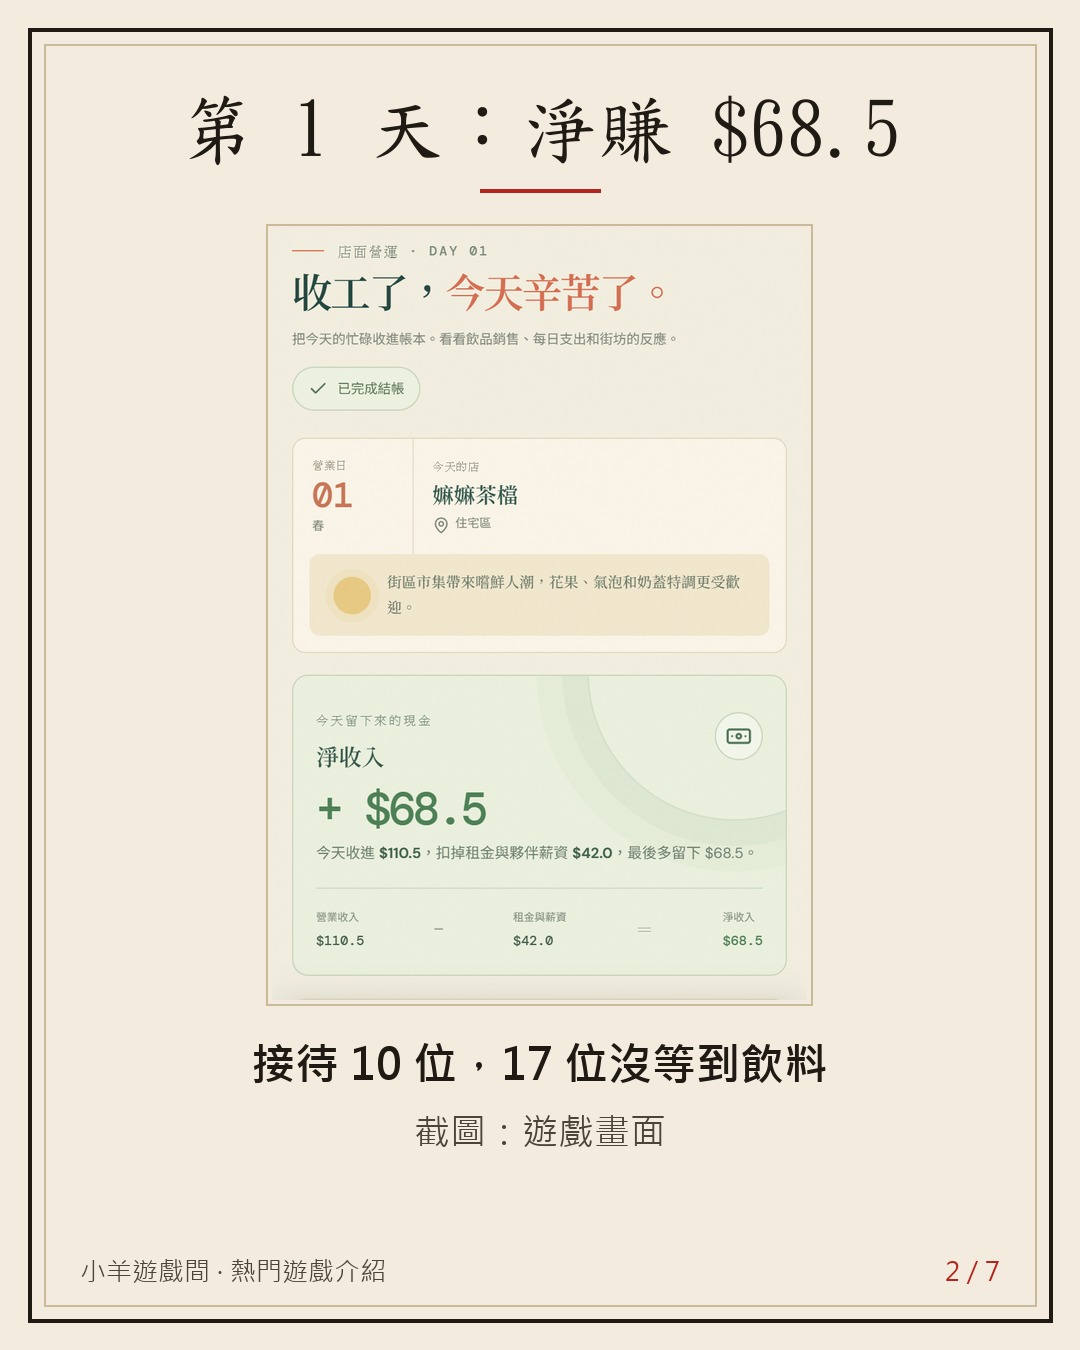 第 1 天：淨賺 $68.5
店面營運 · DAY 01
收工了，今天辛苦了。
把今天的忙碌收進帳本。看看飲品銷售、每日支出和街坊的反應。
已完成結帳
營業日
01
春
今天的店
嫲嫲茶檔
住宅區
街區市集帶來嚐鮮人潮，花果、氣泡和奶蓋特調更受歡
迎。
今天留下來的現金
淨收入
+ $68.5
今天收進 $110.5，扣掉租金與夥伴薪資 $42.0，最後多留下 $68.5。
營業收入 租金與薪資 淨收入
$110.5 − $42.0 = $68.5
接待 10 位，17 位沒等到飲料
截圖：遊戲畫面
小羊遊戲間 · 熱門遊戲介紹 2 / 7